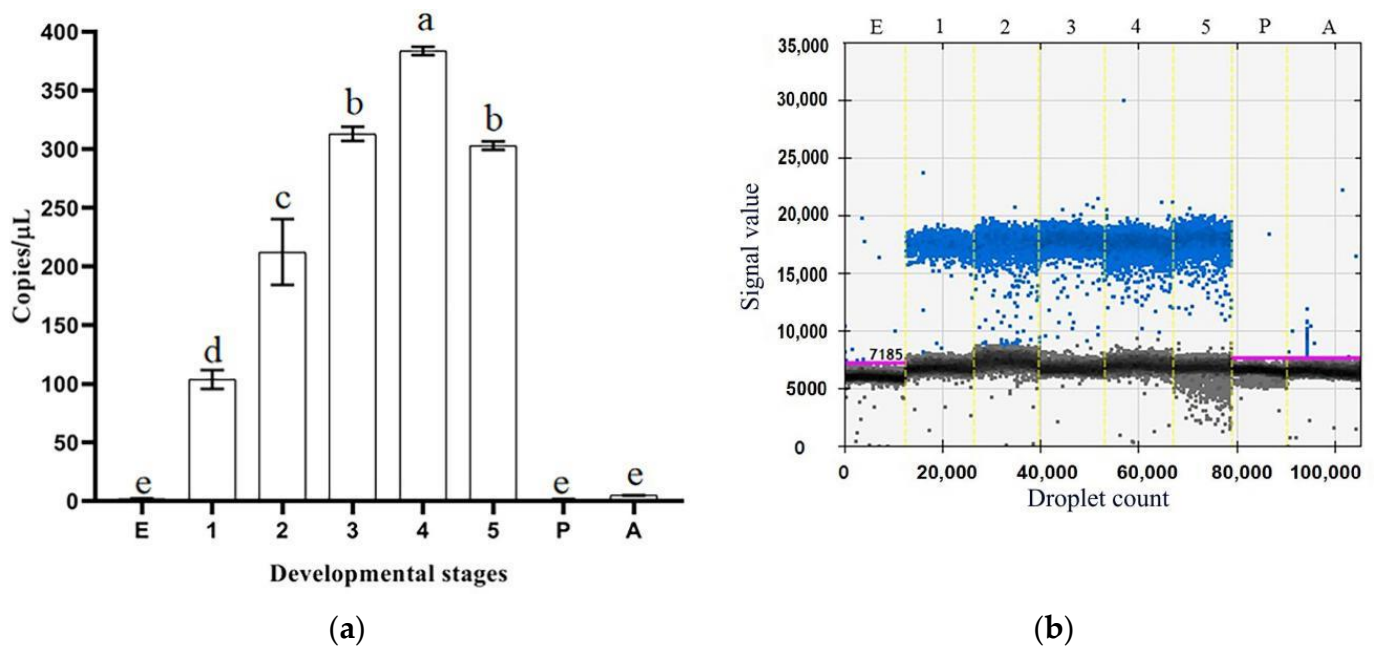 400
350
300
250
200
150
100
50
0
Copies/μL
e
d
c
b
a
b
e
e
E 1 2 3 4 5 P A
Developmental stages
(a)
E 1 2 3 4 5 P A
35,000
30,000
25,000
20,000
15,000
10,000
5000
0
Signal value
7185
0 20,000 40,000 60,000 80,000 100,000
Droplet count
(b)